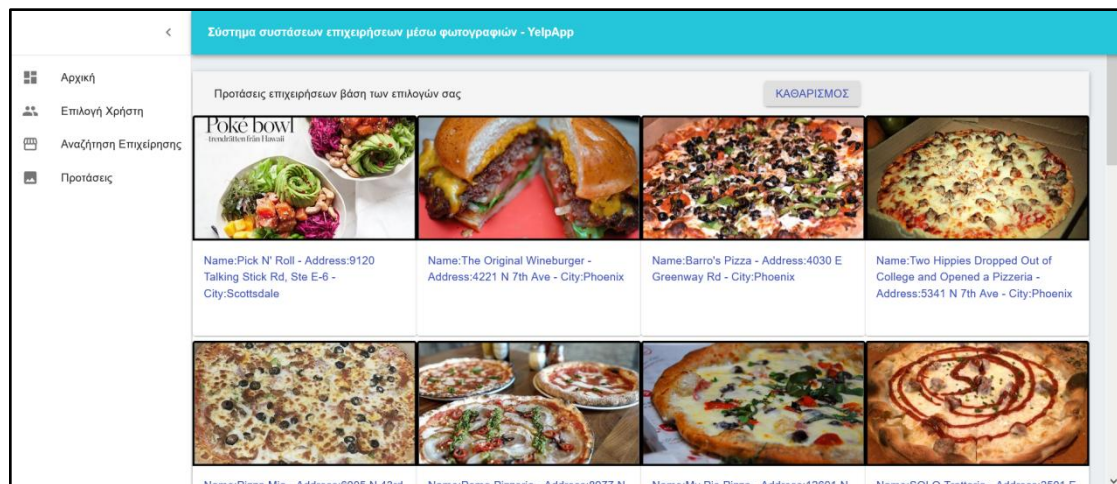 Σύστημα συστάσεων επιχειρήσεων μέσω φωτογραφιών - YelpApp
Αρχική
Επιλογή Χρήστη
Αναζήτηση Επιχείρησης
Προτάσεις
Προτάσεις επιχειρήσεων βάση των επιλογών σας
ΚΑΘΑΡΙΣΜΟΣ
Poké bowl
trendrätten från Hawaii
Name:Pick N' Roll - Address:9120
Talking Stick Rd, Ste E-6 -
City:Scottsdale
Name:The Original Wineburger -
Address:4221 N 7th Ave - City:Phoenix
Name:Barro's Pizza - Address:4030 E
Greenway Rd - City:Phoenix
Name:Two Hippies Dropped Out of
College and Opened a Pizzeria -
Address:5341 N 7th Ave - City:Phoenix